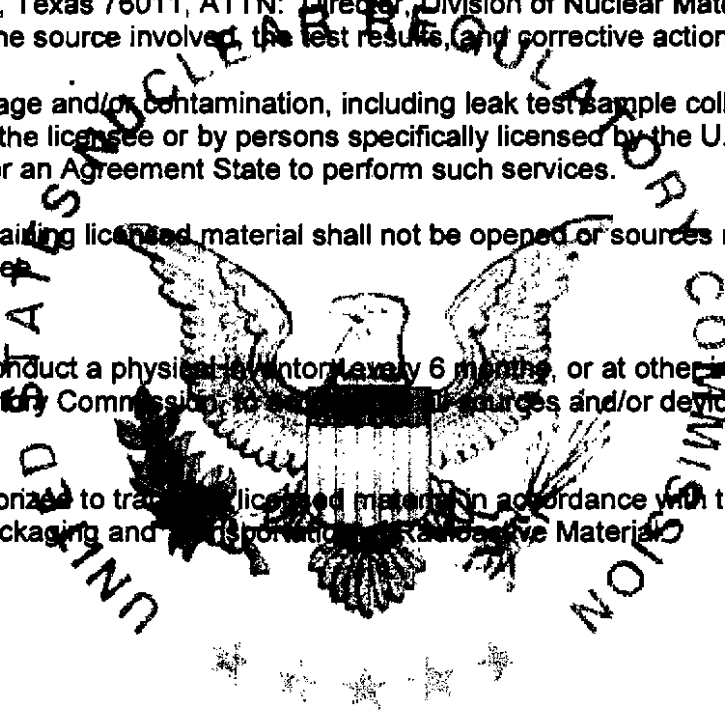 , Texas 76011, ATTN: Director, Division of Nuclear Mate
he source involved, the test results, and corrective action
age and/or contamination, including leak test sample coll
the licensee or by persons specifically licensed by the U.
or an Agreement State to perform such services.
aining licensed material shall not be opened or sources
onduct a physical inventory every 6 months, or at other
Commission, to sources and/or devic
orized to licensed material in accordance with t
ckaging and Transportation Radioactive Material.
UNITED STATES NUCLEAR REGULATORY COMMISSION